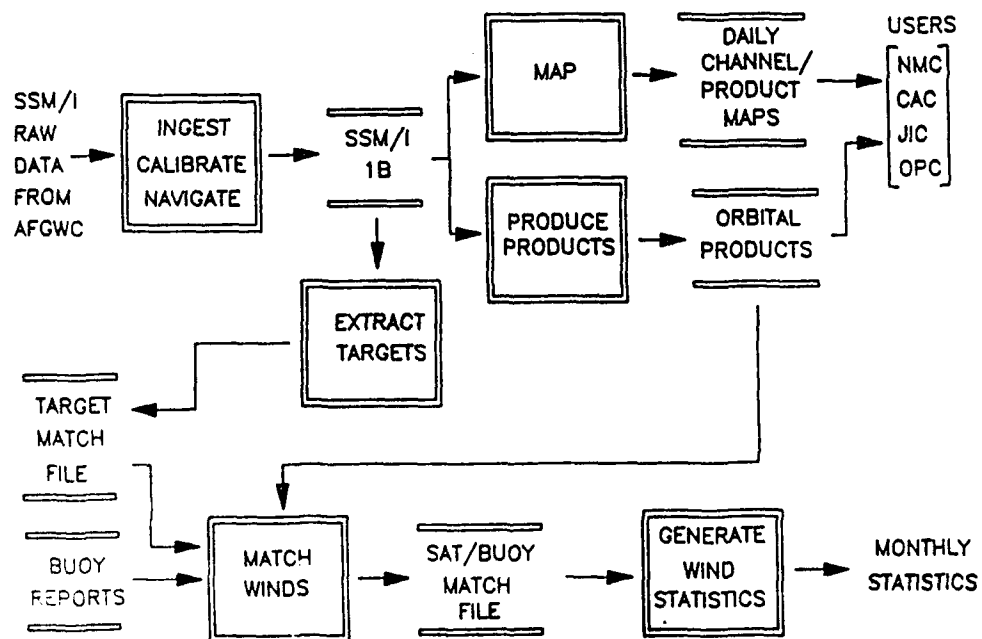 SSM/I
RAW
DATA
FROM
AFGWC
INGEST
CALIBRATE
NAVIGATE
SSM/I
1B
MAP
DAILY
CHANNEL/
PRODUCT
MAPS
USERS
NMC
CAC
JIC
OPC
PRODUCE
PRODUCTS
ORBITAL
PRODUCTS
EXTRACT
TARGETS
TARGET
MATCH
FILE
BUOY
REPORTS
MATCH
WINDS
SAT/BUOY
MATCH
FILE
GENERATE
WIND
STATISTICS
MONTHLY
STATISTICS